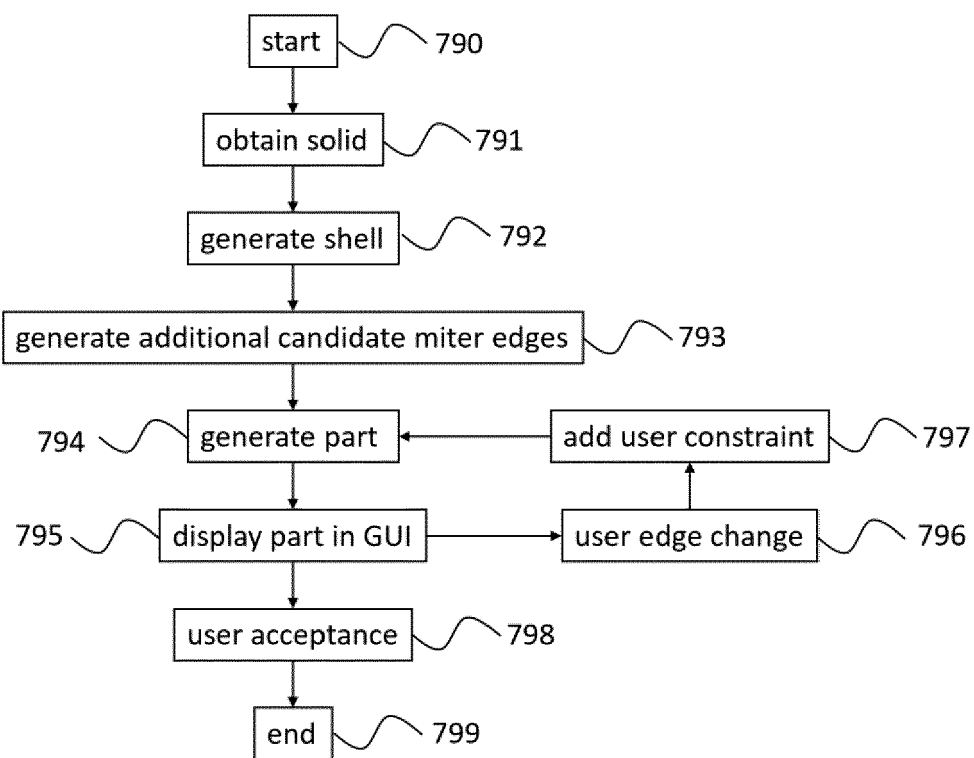 start 790
obtain solid 791
generate shell 792
generate additional candidate miter edges 793
794 generate part add user constraint 797
795 display part in GUI user edge change 796
user acceptance 798
end 799